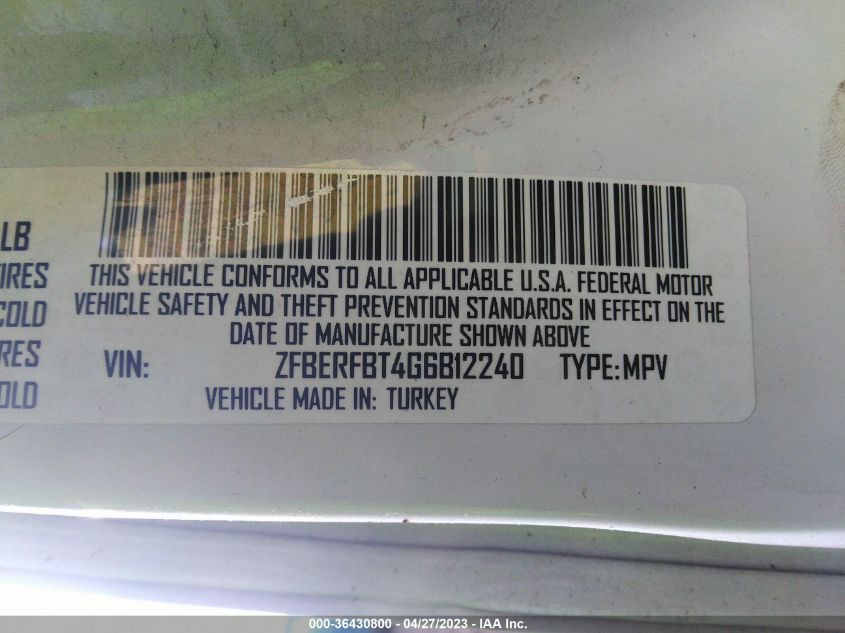 LB
THIS VEHICLE CONFORMS TO ALL APPLICABLE U.S.A. FEDERAL MOTOR
VEHICLE SAFETY AND THEFT PREVENTION STANDARDS IN EFFECT ON THE
DATE OF MANUFACTURE SHOWN ABOVE
IRES
COLD
RES
OLD
VIN: ZFBERFBT4G6B12240 TYPE: MPV
VEHICLE MADE IN: TURKEY
000-36430800 - 04/27/2023 - IAA Inc.